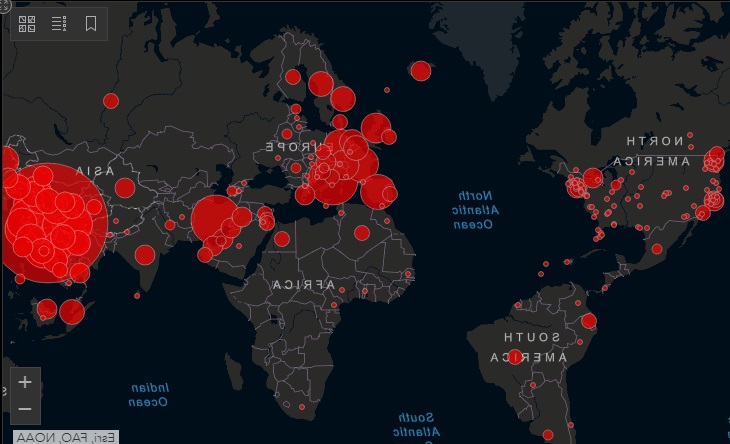 ASIA
EUROPE
NORTH
AMERICA
North
Atlantic
Ocean
AFRICA
SOUTH
AMERICA
Indian
Ocean
South
Atlantic
Esri, FAO, NOAA